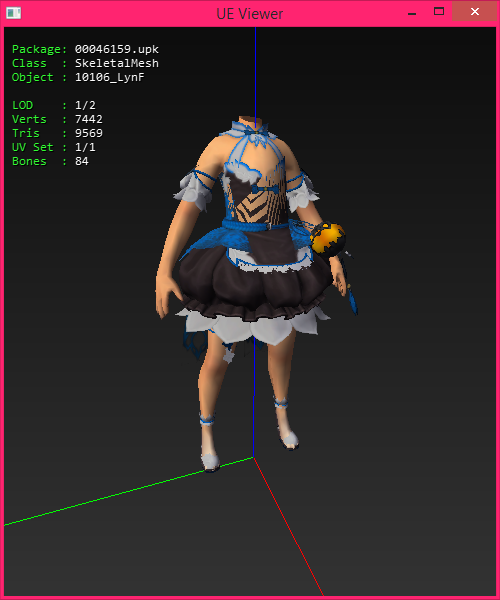 UE Viewer
Package: 00046159.upk
Class  : SkeletalMesh
Object : 10106_LynF
LOD    : 1/2
Verts  : 7442
Tris   : 9569
UV Set : 1/1
Bones  : 84